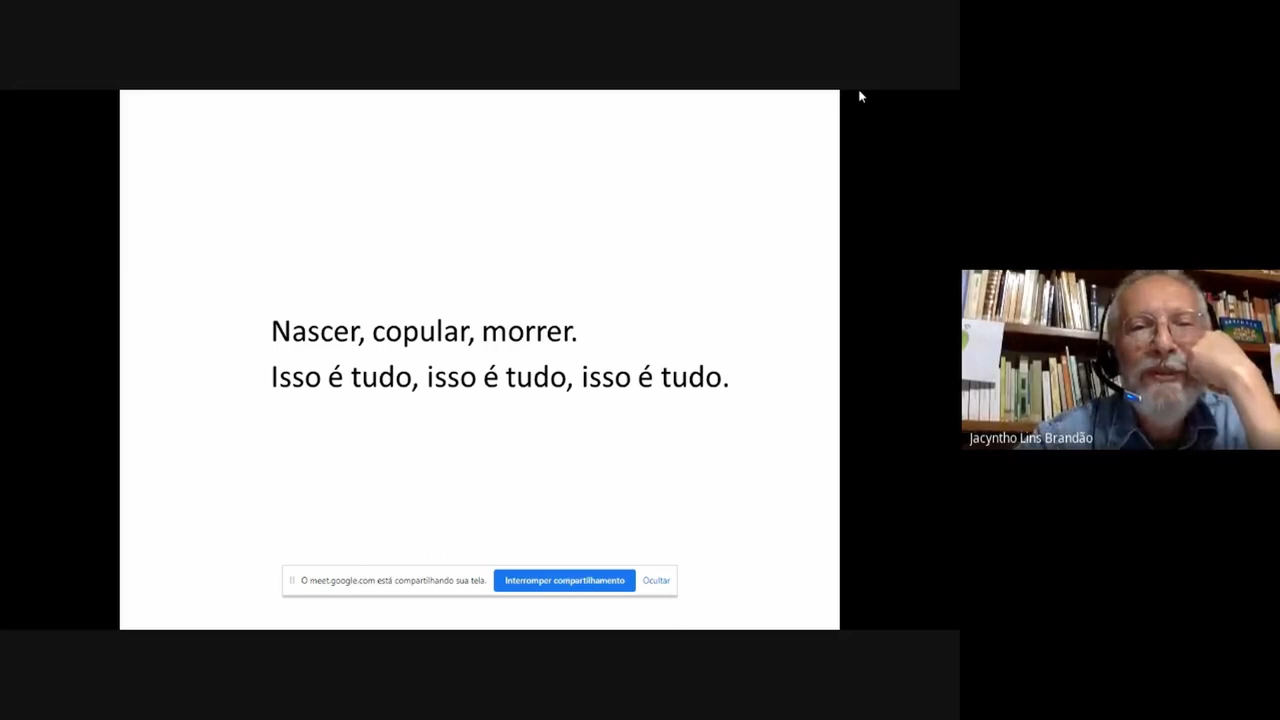 Nascer, copular, morrer.
Isso é tudo, isso é tudo, isso é tudo.
O meet.google.com está compartilhando sua tela.
Interromper compartilhamento
Ocultar
Jacyntho Lins Brandão